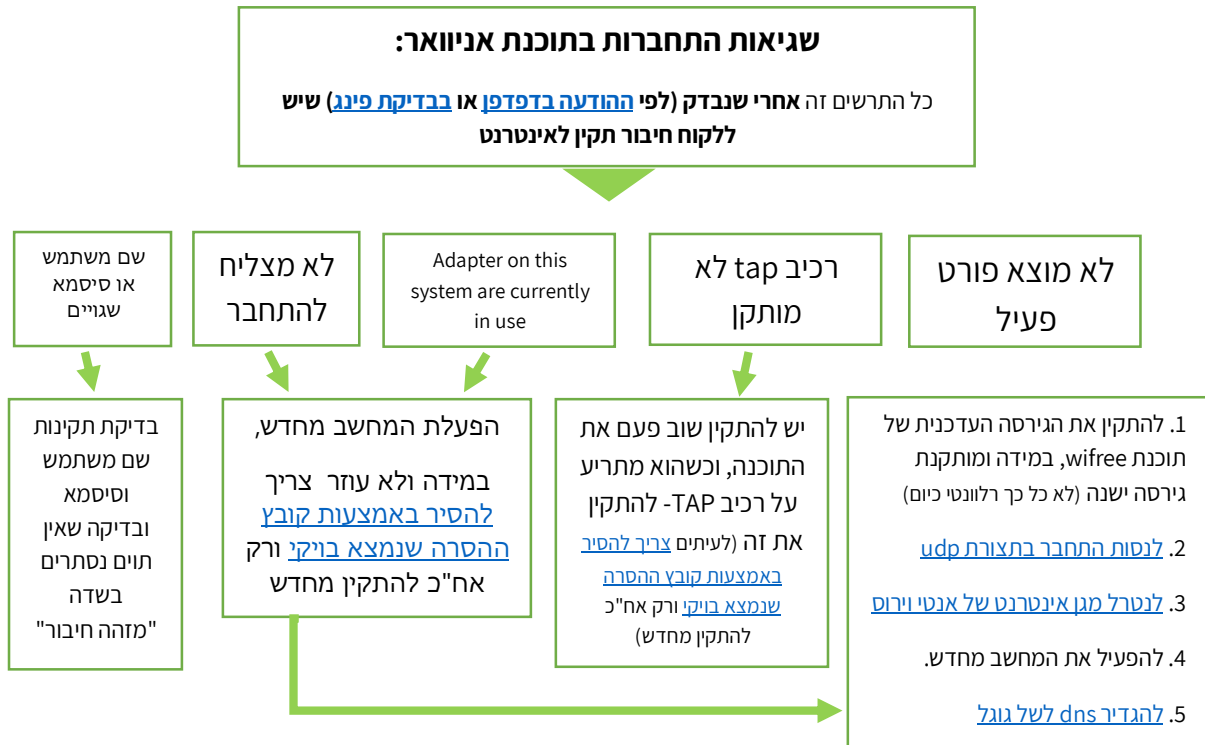 שגיאות התחברות בתוכנת אניוואר:
כל התרשים זה אחרי שנבדק (לפי ההודעה בדפדפן או בבדיקת פינג) שיש
ללקוח חיבור תקין לאינטרנט
לא מוצא פורט
פעיל
רכיב tap לא
מותקן
Adapter on this
system are currently
in use
לא מצליח
להתחבר
שם משתמש
או סיסמא
שגויים
1. להתקין את הגירסה העדכנית של
תוכנת wifree, במידה ומותקנת
גירסה ישנה (לא כל כך רלוונטי כיום)
2. לנסות התחבר בתצורת udp
3. לנטרל מגן אינטרנט של אנטי וירוס
4. להפעיל את המחשב מחדש.
5. להגדיר dns לשל גוגל
יש להתקין שוב פעם את
התוכנה, וכשהוא מתריע
על רכיב TAP- להתקין
את זה (לעיתים צריך להסיר
באמצעות קובץ ההסרה
שנמצא בויקי ורק אח"כ
להתקין מחדש)
הפעלת המחשב מחדש,
במידה ולא עוזר צריך
להסיר באמצעות קובץ
ההסרה שנמצא בויקי ורק
אח"כ להתקין מחדש
בדיקת תקינות
שם משתמש
וסיסמא
ובדיקה שאין
תוים נסתרים
בשדה
"מזהה חיבור"